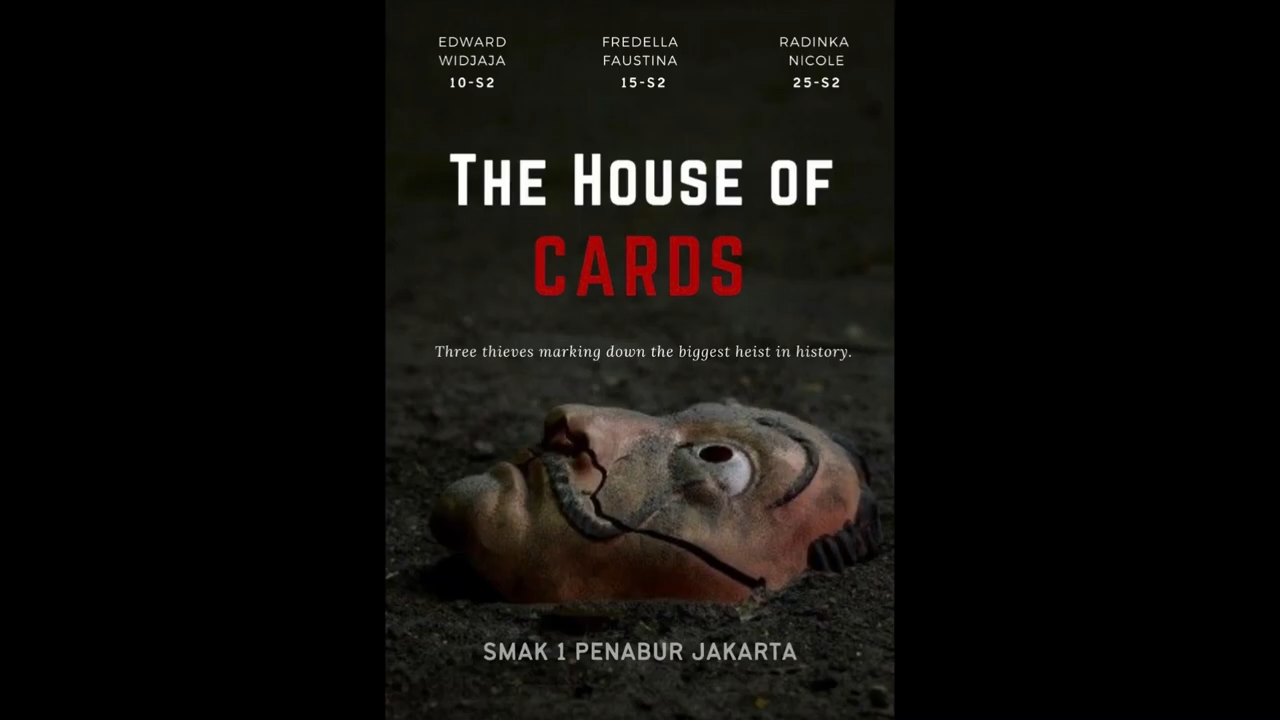 EDWARD
WIDJAJA
10-S2
FREDELLA
FAUSTINA
15-S2
RADINKA
NICOLE
25-S2
THE HOUSE OF
CARDS
Three thieves marking down the biggest heist in history.
SMAK 1 PENABUR JAKARTA